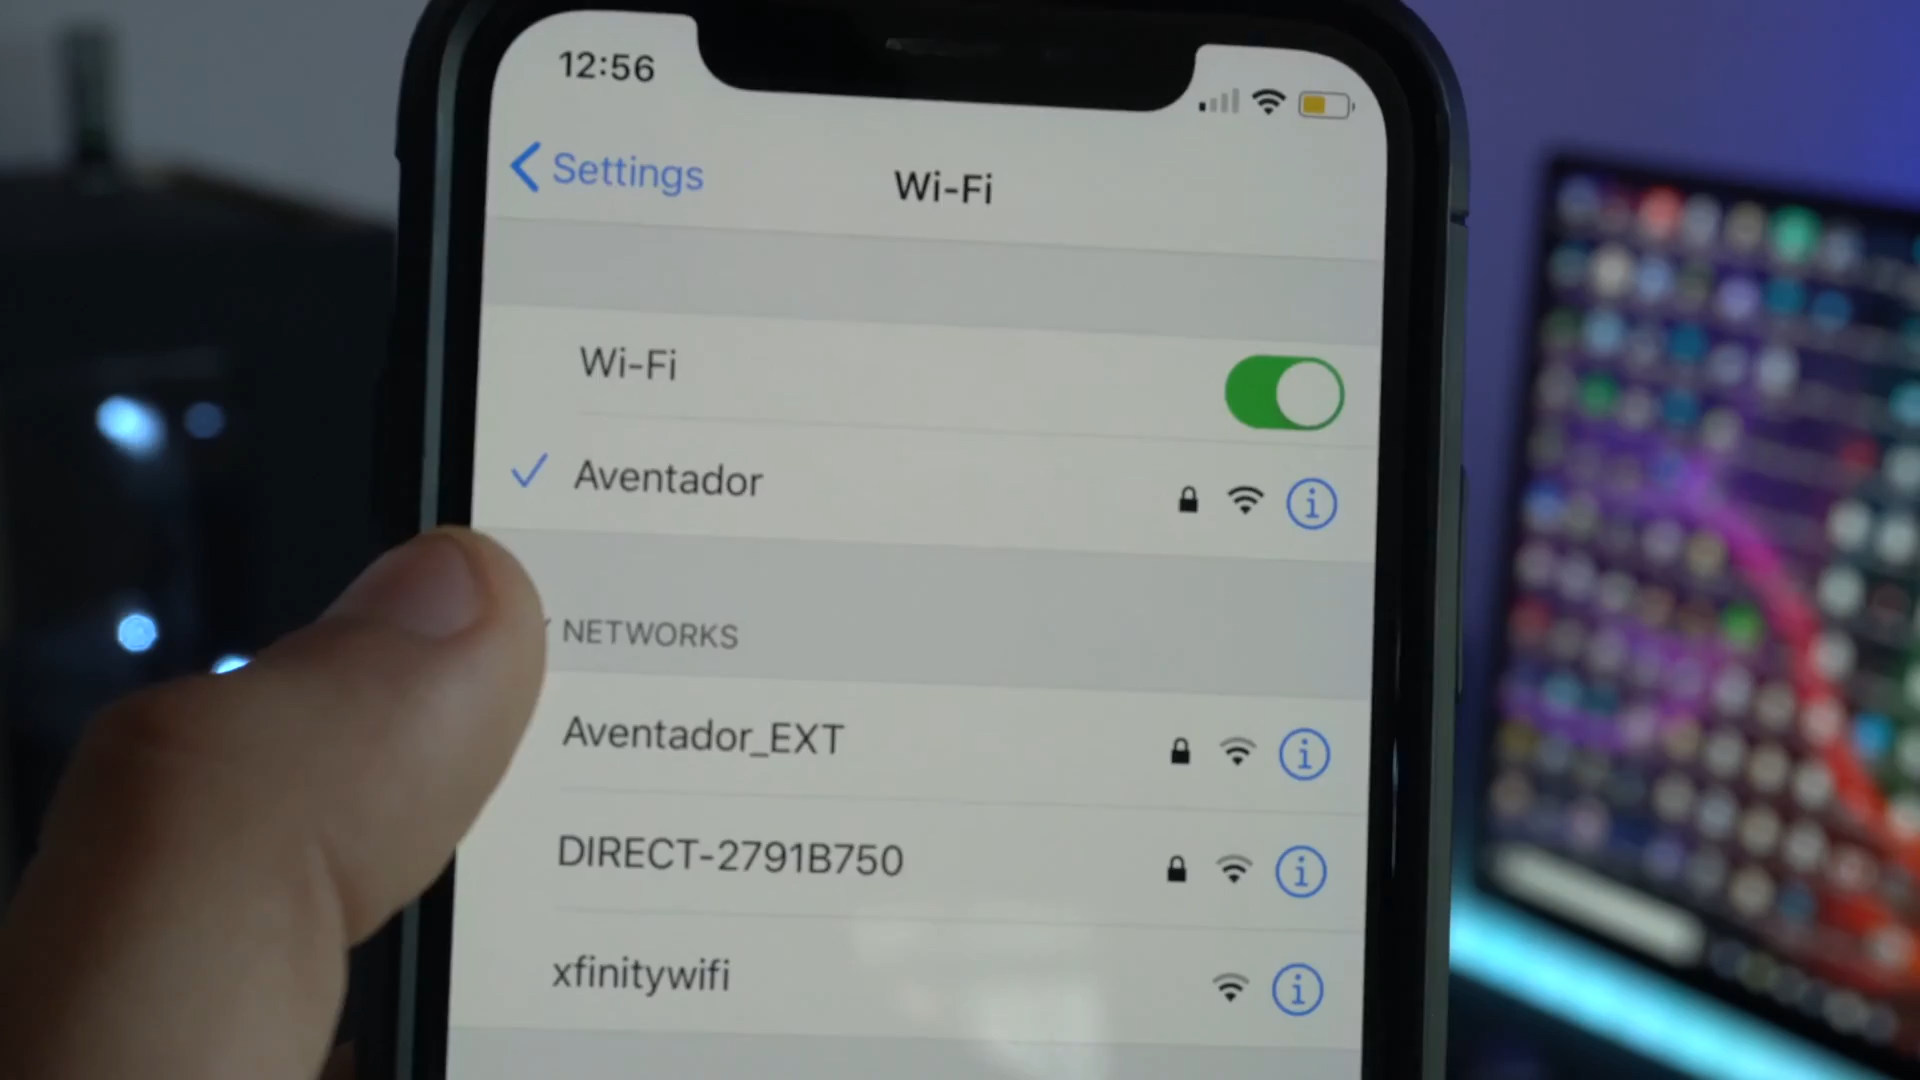 12:56
Settings
Wi-Fi
Wi-Fi
Aventador
NETWORKS
Aventador_EXT
DIRECT-2791B750
xfinitywifi